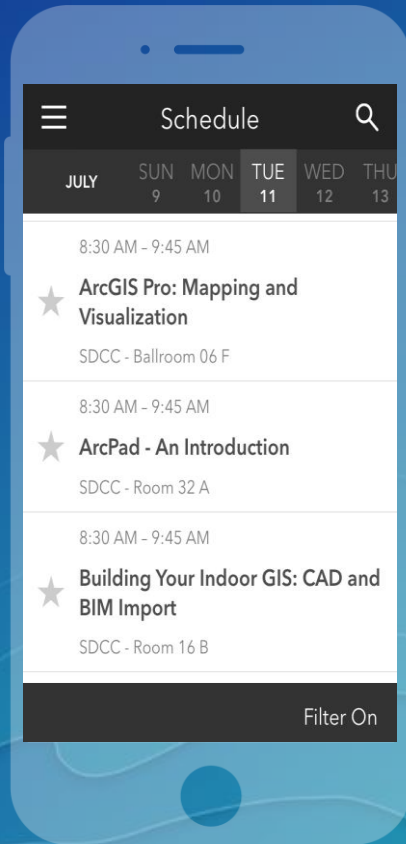 Schedule
JULY
SUN MON TUE WED THU
9 10 11 12 13
8:30 AM – 9:45 AM
ArcGIS Pro: Mapping and
Visualization
SDCC - Ballroom 06 F
8:30 AM – 9:45 AM
ArcPad - An Introduction
SDCC - Room 32 A
8:30 AM – 9:45 AM
Building Your Indoor GIS: CAD and
BIM Import
SDCC - Room 16 B
Filter On